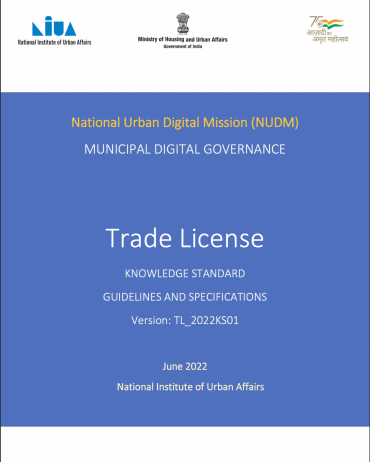 NIUA
National Institute of Urban Affairs
Ministry of Housing and Urban Affairs
Government of India
75
आज़ादी का
अमृत महोत्सव
National Urban Digital Mission (NUDM)
MUNICIPAL DIGITAL GOVERNANCE
Trade License
KNOWLEDGE STANDARD
GUIDELINES AND SPECIFICATIONS
Version: TL_2022KS01
June 2022
National Institute of Urban Affairs